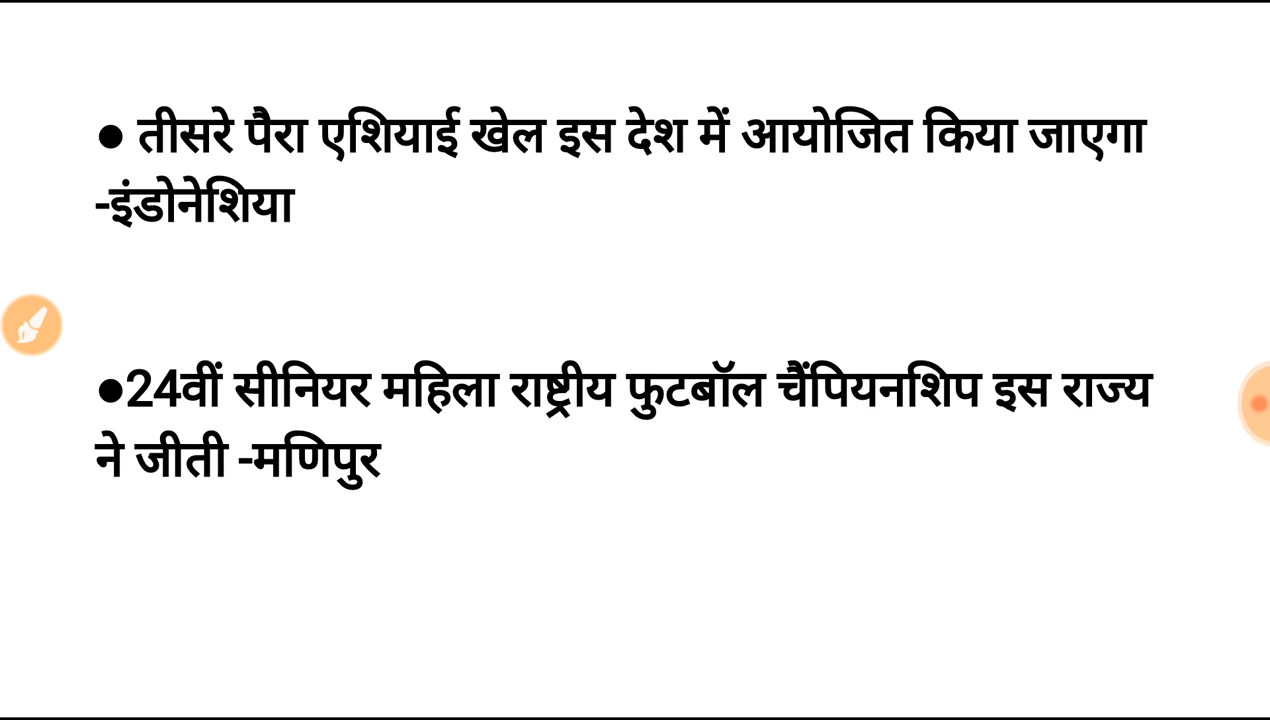 ● तीसरे पैरा एशियाई खेल इस देश में आयोजित किया जाएगा
-इंडोनेशिया
●24वीं सीनियर महिला राष्ट्रीय फुटबॉल चैंपियनशिप इस राज्य
ने जीती -मणिपुर